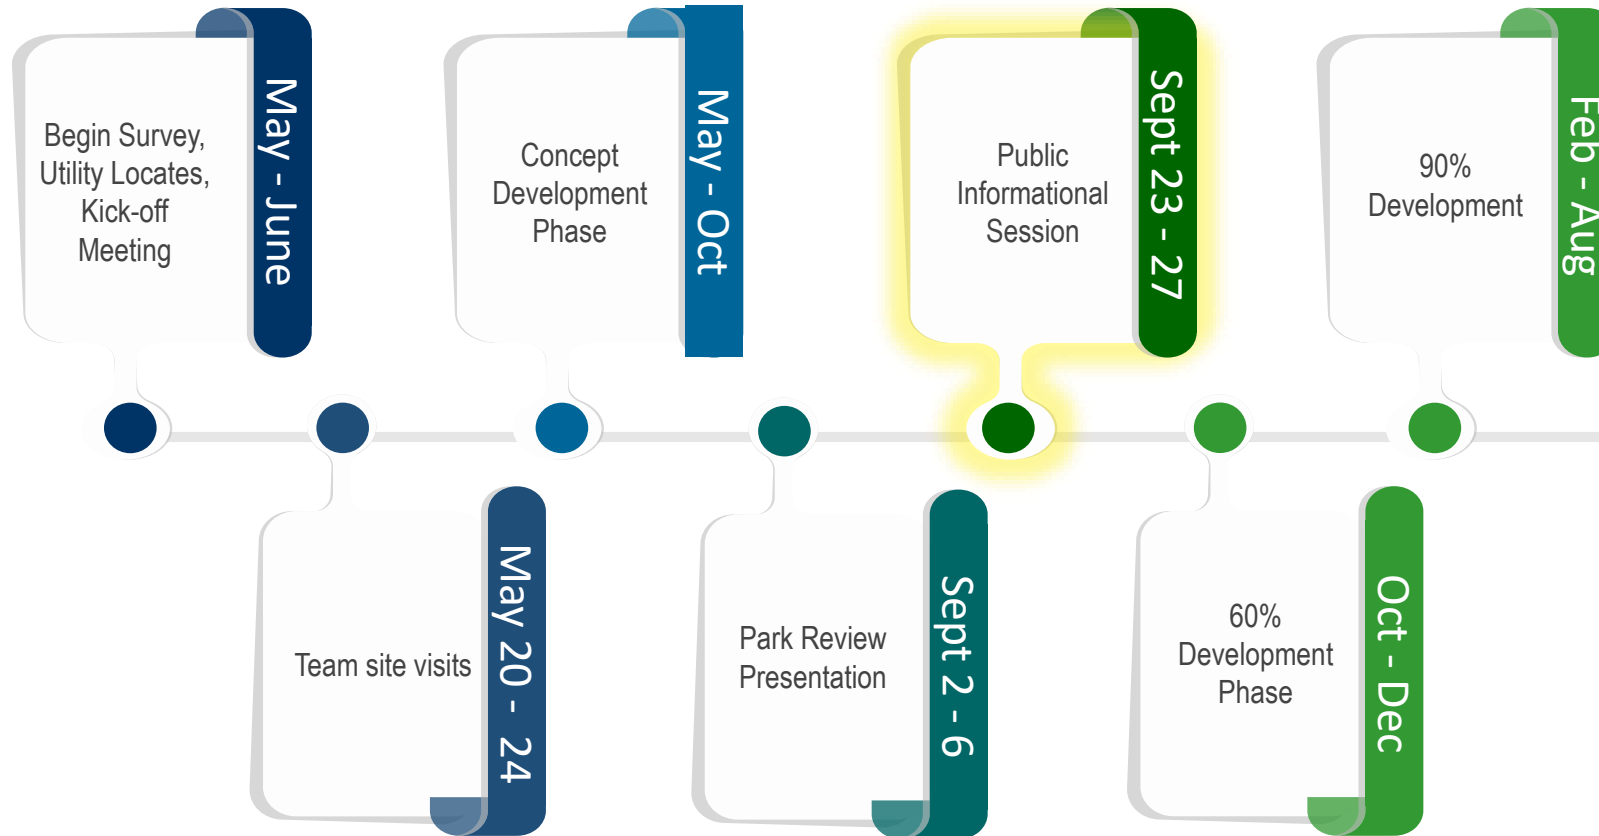 Begin Survey,
Utility Locates,
Kick-off
Meeting
May - June
Team site visits
May 20 - 24
Concept
Development
Phase
May - Oct
Park Review
Presentation
Sept 2 - 6
Public
Informational
Session
Sept 23 - 27
60%
Development
Phase
Oct - Dec
90%
Development
Feb - Aug